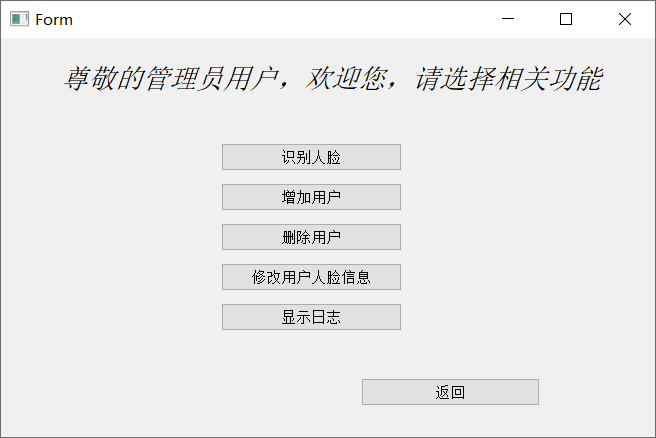 Form
尊敬的管理员用户，欢迎您，请选择相关功能
识别人脸
增加用户
删除用户
修改用户人脸信息
显示日志
返回